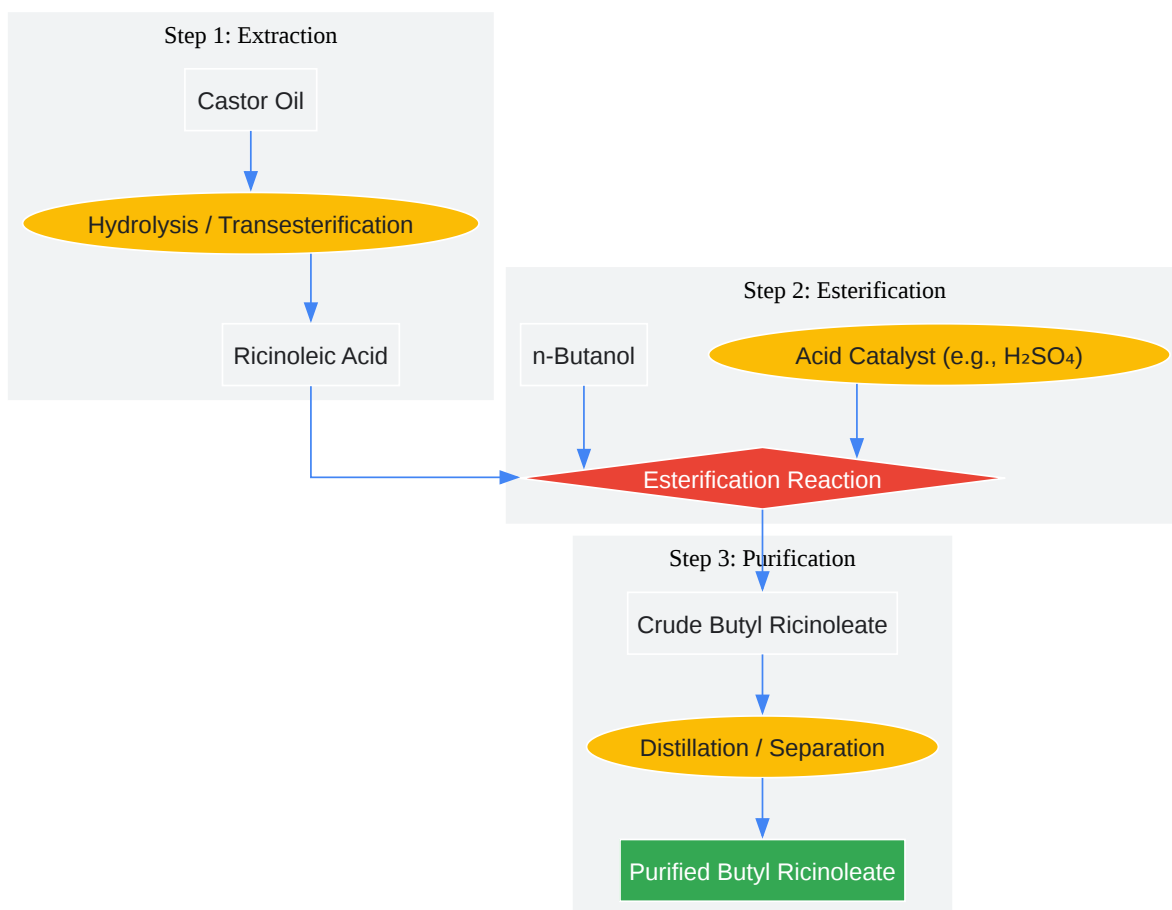 Step 1: Extraction
Castor Oil
Hydrolysis / Transesterification
Ricinoleic Acid
Step 2: Esterification
n-Butanol
Acid Catalyst (e.g., H₂SO₄)
Esterification Reaction
Step 3: Purification
Crude Butyl Ricinoleate
Distillation / Separation
Purified Butyl Ricinoleate